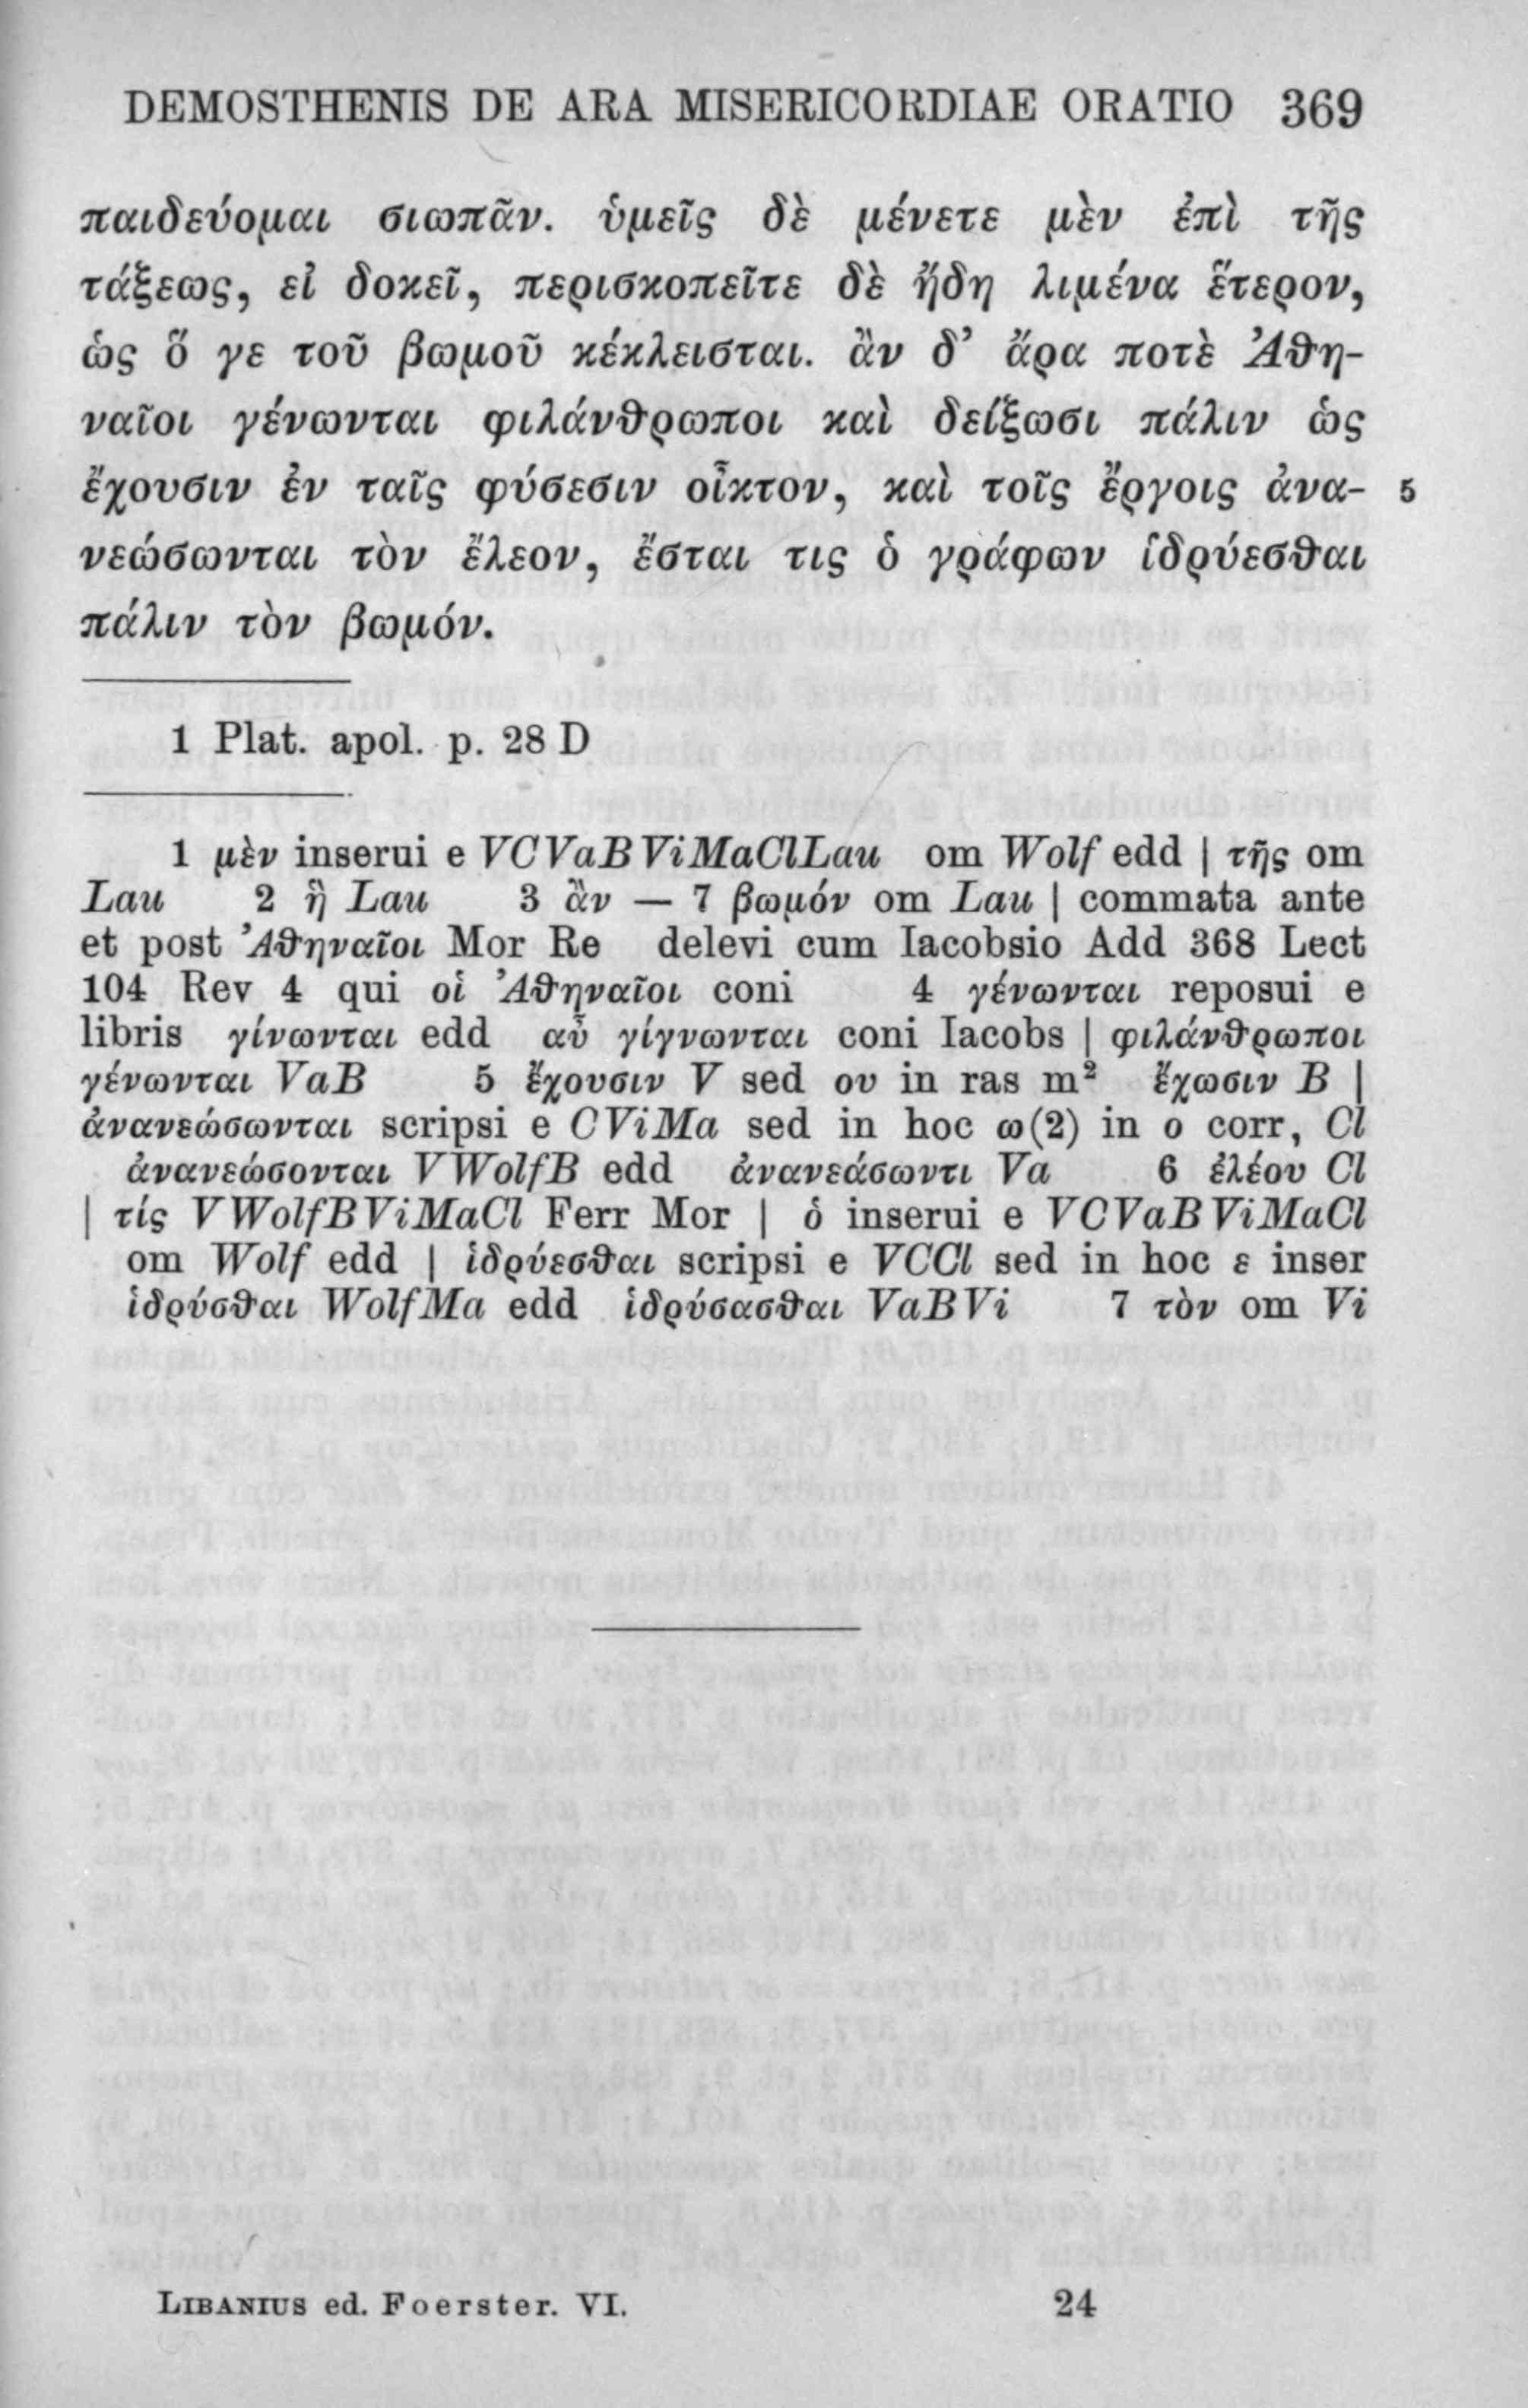 DEMOSTHENIS DE ARA MISERICORDIAE ORATIO 369
παιδεύομαι σιωπᾶν. ὑμεῖς δὲ μένετε μὲν ἐπὶ τῆς
τάξεως, εἰ δοκεῖ, περισκοπεῖτε δὲ ἤδη λιμένα ἕτερον,
ὡς ὅ γε τοῦ βωμοῦ κέκλεισται. ἂν δ’ ἄρα ποτὲ Ἀθη-
ναῖοι γένωνται φιλάνθρωποι καὶ δείξωσι πάλιν ὡς
ἔχουσιν ἐν ταῖς φύσεσιν οἶκτον, καὶ τοῖς ἔργοις ἀνα- 5
νεώσωνται τὸν ἔλεον, ἔσται τις ὁ γράφων ἱδρύεσθαι
πάλιν τὸν βωμόν.
1 Plat. apol. p. 28 D
1 μὲν inserui e VCVaBViMaClLau om Wolf edd | τῆς om
Lau 2 ἢ Lau 3 ἂν — 7 βωμόν om Lau | commata ante
et post Ἀθηναῖοι Mor Re delevi cum Iacobsio Add 368 Lect
104 Rev 4 qui οἱ Ἀθηναῖοι coni 4 γένωνται reposui e
libris γίνωνται edd αὖ γίγνωνται coni Iacobs | φιλάνθρωποι
γένωνται VaB 5 ἔχουσιν V sed ου in ras m² ἔχωσιν B |
ἀνανεώσωνται scripsi e CViMa sed in hoc ω(2) in ο corr, Cl
ἀνανεώσονται VWolfB edd ἀνανεάσωντι Va 6 ἐλέου Cl
| τίς VWolfBViMaCl Ferr Mor | ὁ inserui e VCVaBViMaCl
om Wolf edd | ἱδρύεσθαι scripsi e VCCl sed in hoc ε inser
ἱδρύσθαι WolfMa edd ἱδρύσασθαι VaBVi 7 τὸν om Vi
LIBANIUS ed. Foerster. VI. 24